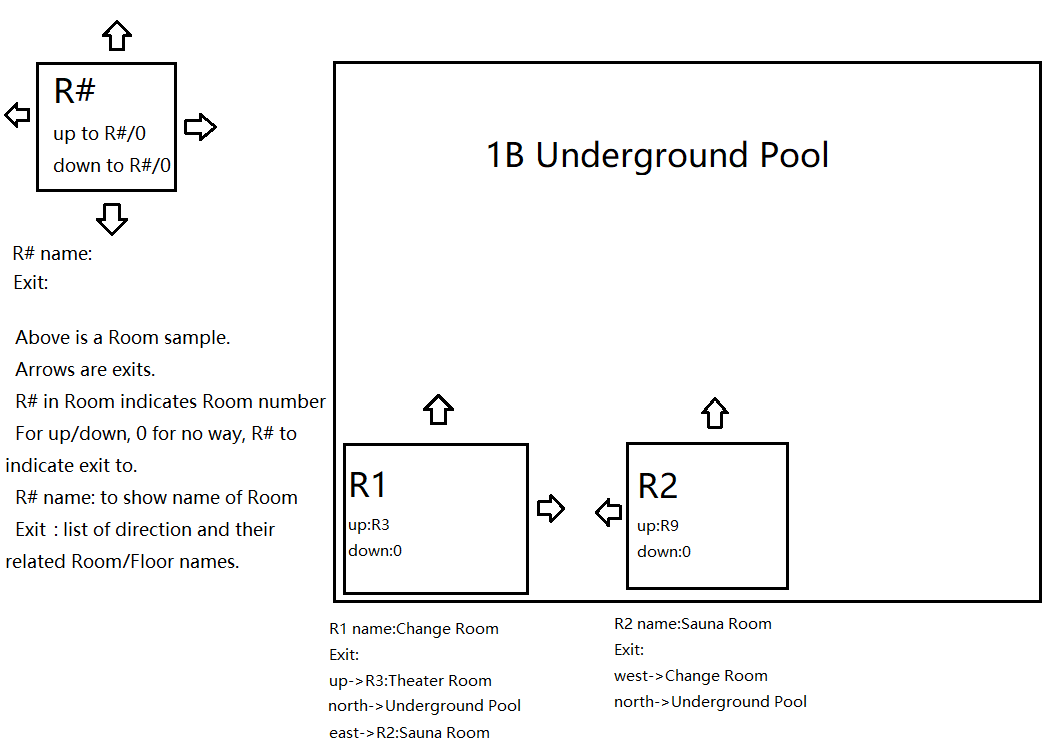 R#
up to R#/0
down to R#/0
R# name:
Exit:
Above is a Room sample.
Arrows are exits.
R# in Room indicates Room number
For up/down, 0 for no way, R# to
indicate exit to.
R# name: to show name of Room
Exit : list of direction and their
related Room/Floor names.
1B Underground Pool
R1
up:R3
down:0
R2
up:R9
down:0
R1 name:Change Room
Exit:
up->R3:Theater Room
north->Underground Pool
east->R2:Sauna Room
R2 name:Sauna Room
Exit:
west->Change Room
north->Underground Pool